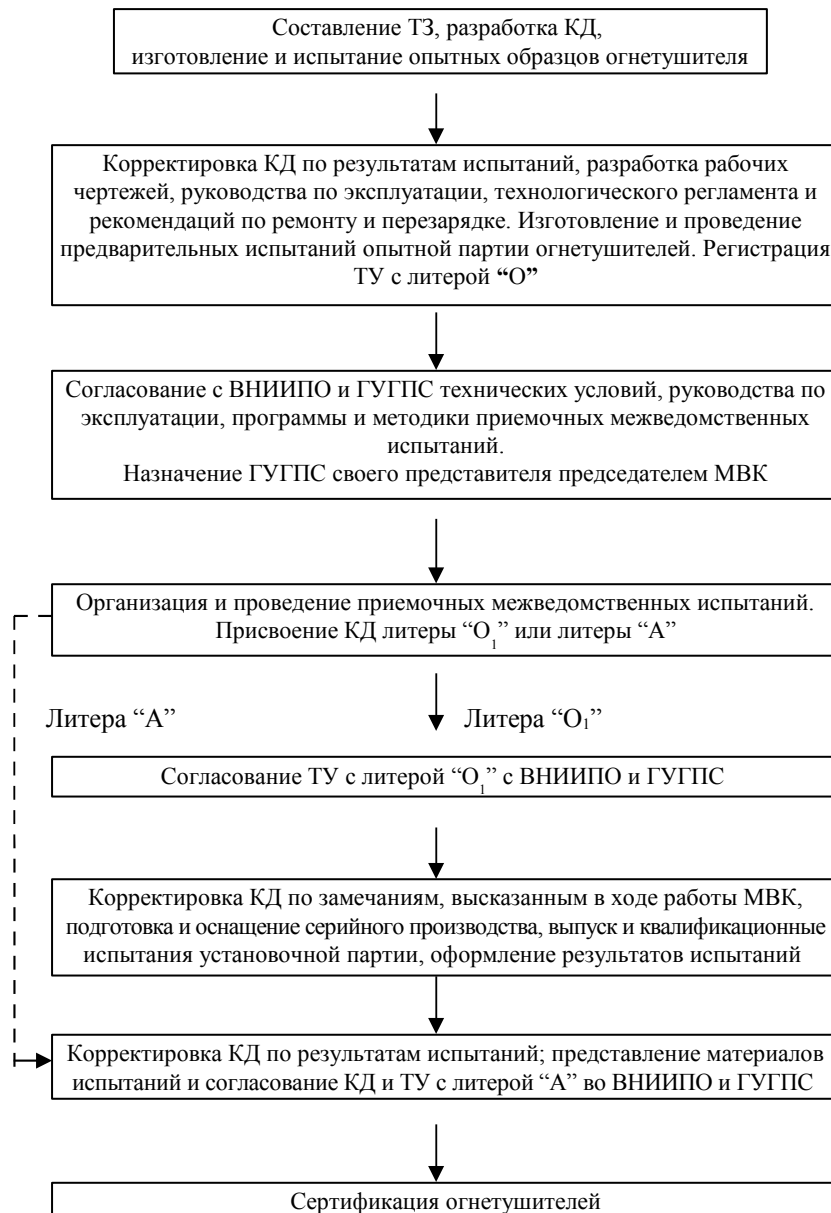 Составление ТЗ, разработка КД,
изготовление и испытание опытных образцов огнетушителя
Корректировка КД по результатам испытаний, разработка рабочих
чертежей, руководства по эксплуатации, технологического регламента и
рекомендаций по ремонту и перезарядке. Изготовление и проведение
предварительных испытаний опытной партии огнетушителей. Регистрация
ТУ с литерой “О”
Согласование с ВНИИПО и ГУГПС технических условий, руководства по
эксплуатации, программы и методики приемочных межведомственных
испытаний.
Назначение ГУГПС своего представителя председателем МВК
Организация и проведение приемочных межведомственных испытаний.
Присвоение КД литеры “О₁” или литеры “А”
Литера “А” Литера “О₁”
Согласование ТУ с литерой “О₁” с ВНИИПО и ГУГПС
Корректировка КД по замечаниям, высказанным в ходе работы МВК,
подготовка и оснащение серийного производства, выпуск и квалификационные
испытания установочной партии, оформление результатов испытаний
Корректировка КД по результатам испытаний; представление материалов
испытаний и согласование КД и ТУ с литерой “А” во ВНИИПО и ГУГПС
Сертификация огнетушителей